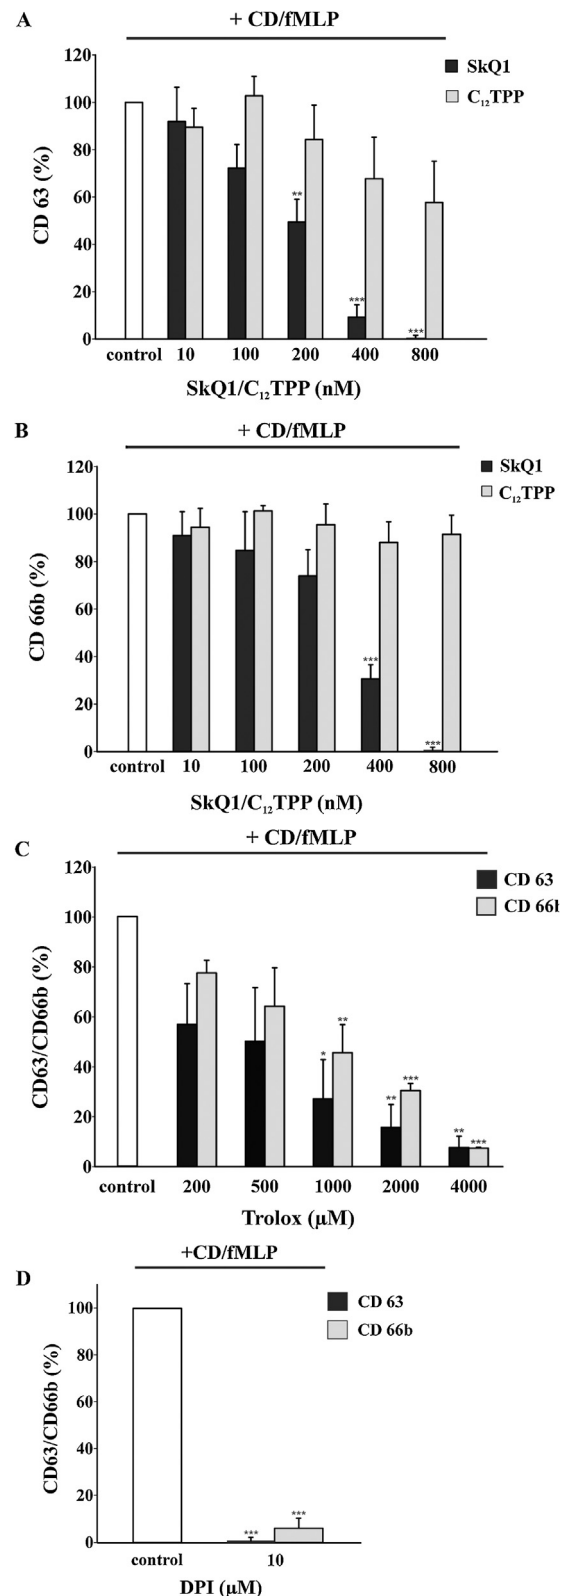 A
+ CD/fMLP
120
100
80
60
40
20
0
CD 63 (%)
SkQ1
C₁₂TPP
**
***
***
control 10 100 200 400 800
SkQ1/C₁₂TPP (nM)
B
+ CD/fMLP
120
100
80
60
40
20
0
CD 66b (%)
SkQ1
C₁₂TPP
***
***
control 10 100 200 400 800
SkQ1/C₁₂TPP (nM)
C
+ CD/fMLP
120
100
80
60
40
20
0
CD63/CD66b (%)
CD 63
CD 66b
*
**
**
***
**
***
control 200 500 1000 2000 4000
Trolox (μM)
D
+CD/fMLP
100
80
60
40
20
0
CD63/CD66b (%)
CD 63
CD 66b
***
***
control 10
DPI (μM)